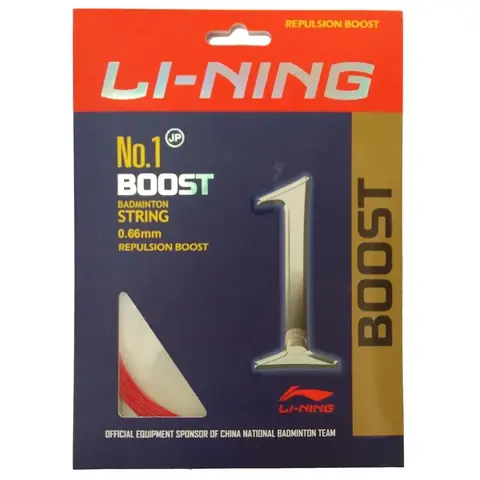 REPULSION BOOST
LI-NING
No.1 JP
BOOST
BADMINTON
STRING
0.66mm
REPULSION BOOST
1
BOOST
LI-NING
OFFICIAL EQUIPMENT SPONSOR OF CHINA NATIONAL BADMINTON TEAM